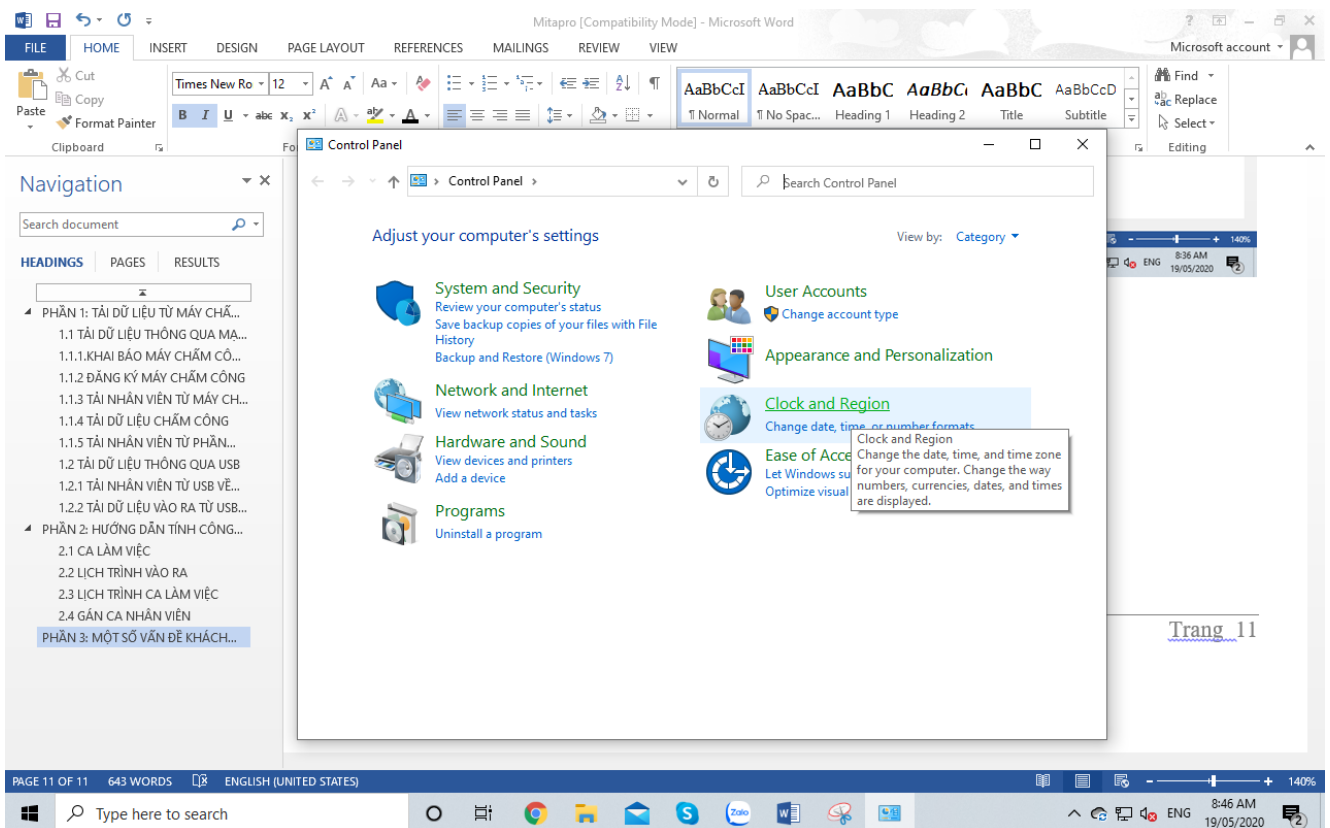 Mitapro [Compatibility Mode] - Microsoft Word
FILE HOME INSERT DESIGN PAGE LAYOUT REFERENCES MAILINGS REVIEW VIEW Microsoft account
Cut
Copy
Paste
Format Painter
Clipboard
Times New Ro 12
AaBbCcI AaBbCcI AaBbC AaBbC AaBbC AaBbCcD
¶ Normal ¶ No Spac... Heading 1 Heading 2 Title Subtitle
Find
Replace
Select
Editing
Navigation
Search document
HEADINGS PAGES RESULTS
PHẦN 1: TẢI DỮ LIỆU TỪ MÁY CHẤ...
1.1 TẢI DỮ LIỆU THÔNG QUA MẠ...
1.1.1.KHAI BÁO MÁY CHẤM CÔ...
1.1.2 ĐĂNG KÝ MÁY CHẤM CÔNG
1.1.3 TẢI NHÂN VIÊN TỪ MÁY CH...
1.1.4 TẢI DỮ LIỆU CHẤM CÔNG
1.1.5 TẢI NHÂN VIÊN TỪ PHẦN...
1.2 TẢI DỮ LIỆU THÔNG QUA USB
1.2.1 TẢI NHÂN VIÊN TỪ USB VỀ...
1.2.2 TẢI DỮ LIỆU VÀO RA TỪ USB...
PHẦN 2: HƯỚNG DẪN TÍNH CÔNG...
2.1 CA LÀM VIỆC
2.2 LỊCH TRÌNH VÀO RA
2.3 LỊCH TRÌNH CA LÀM VIỆC
2.4 GÁN CA NHÂN VIÊN
PHẦN 3: MỘT SỐ VẤN ĐỀ KHÁCH...
Control Panel
Control Panel
Search Control Panel
Adjust your computer's settings
View by: Category
System and Security
Review your computer's status
Save backup copies of your files with File
History
Backup and Restore (Windows 7)
Network and Internet
View network status and tasks
Hardware and Sound
View devices and printers
Add a device
Programs
Uninstall a program
User Accounts
Change account type
Appearance and Personalization
Clock and Region
Change date, time, or number formats
Ease of Acce
Let Windows su
Optimize visual
Clock and Region
Change the date, time, and time zone
for your computer. Change the way
numbers, currencies, dates, and times
are displayed.
140%
ENG 8:36 AM
19/05/2020
Trang 11
PAGE 11 OF 11 643 WORDS ENGLISH (UNITED STATES) 140%
Type here to search
Zalo
ENG 8:46 AM
19/05/2020